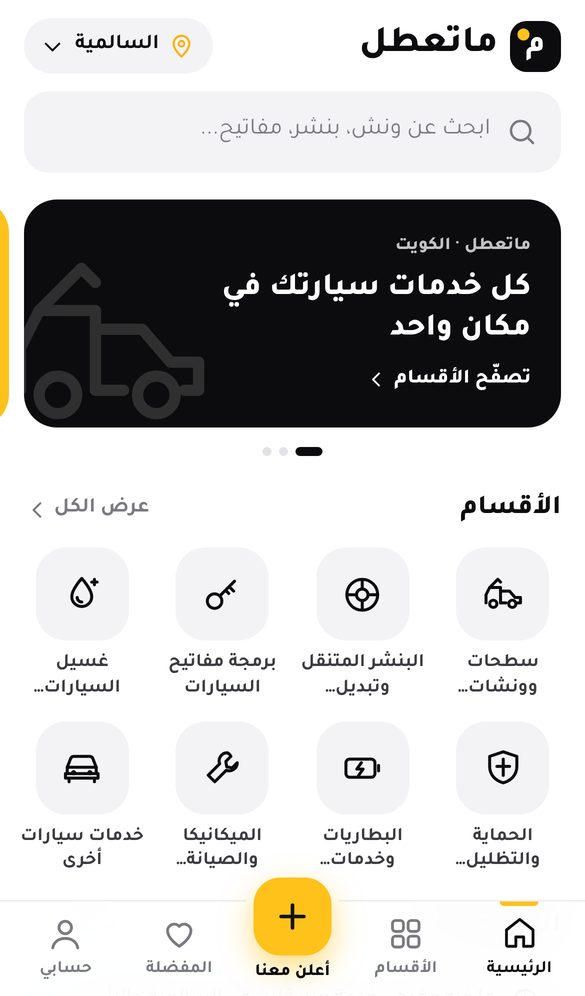 ماتعطل
السالمية
ابحث عن ونش، بنشر، مفاتيح...
ماتعطل · الكويت
كل خدمات سيارتك في
مكان واحد
تصفّح الأقسام
الأقسام
عرض الكل
سطحات
وونشات...
البنشر المتنقل
وتبديل...
برمجة مفاتيح
السيارات
غسيل
السيارات...
الحماية
والتظليل...
البطاريات
وخدمات...
الميكانيكا
والصيانة...
خدمات سيارات
أخرى
الرئيسية
الأقسام
أعلن معنا
المفضلة
حسابي